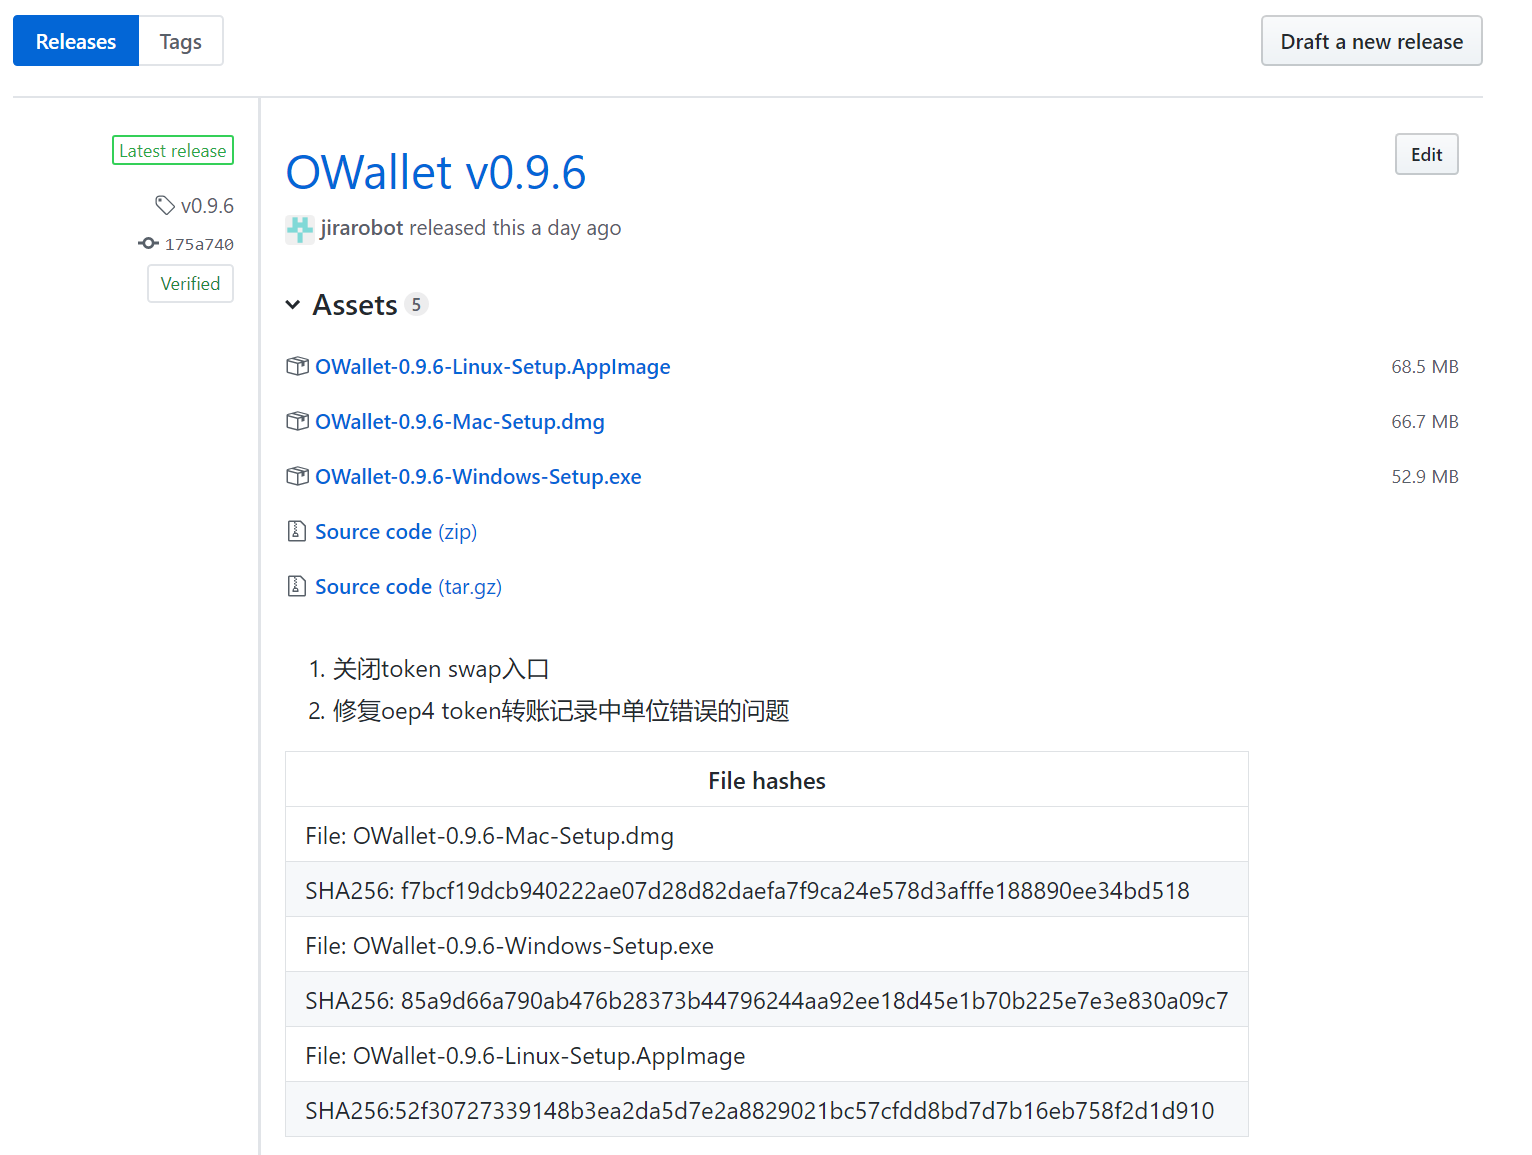 Releases Tags Draft a new release
Latest release
OWallet v0.9.6
Edit
v0.9.6
175a740
Verified
jirarobot released this a day ago
Assets 5
OWallet-0.9.6-Linux-Setup.AppImage 68.5 MB
OWallet-0.9.6-Mac-Setup.dmg 66.7 MB
OWallet-0.9.6-Windows-Setup.exe 52.9 MB
Source code (zip)
Source code (tar.gz)
1. 关闭token swap入口
2. 修复oep4 token转账记录中单位错误的问题
File hashes
File: OWallet-0.9.6-Mac-Setup.dmg
SHA256: f7bcf19dcb940222ae07d28d82daefa7f9ca24e578d3afffe188890ee34bd518
File: OWallet-0.9.6-Windows-Setup.exe
SHA256: 85a9d66a790ab476b28373b44796244aa92ee18d45e1b70b225e7e3e830a09c7
File: OWallet-0.9.6-Linux-Setup.AppImage
SHA256:52f30727339148b3ea2da5d7e2a8829021bc57cfdd8bd7d7b16eb758f2d1d910